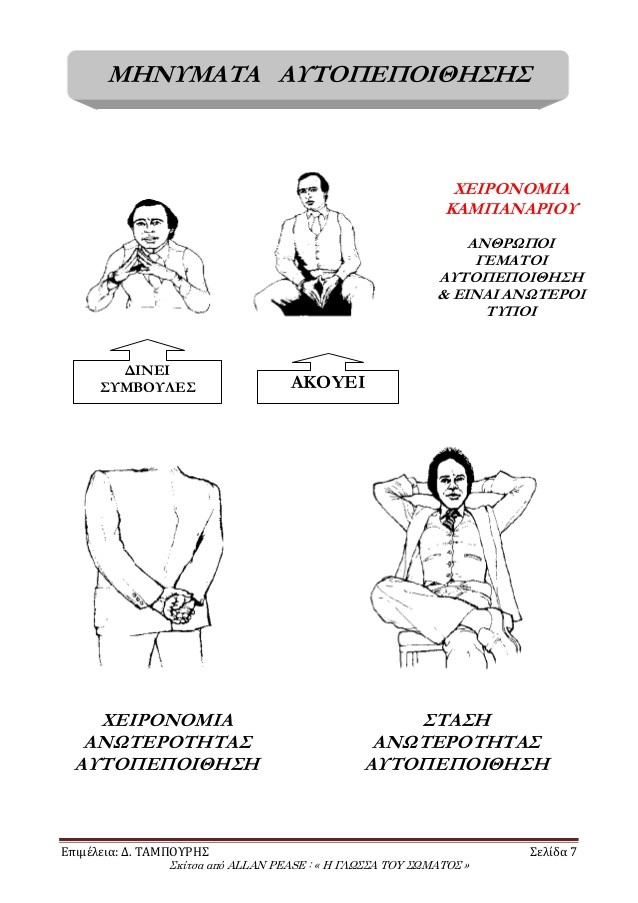 ΜΗΝΥΜΑΤΑ ΑΥΤΟΠΕΠΟΙΘΗΣΗΣ
ΧΕΙΡΟΝΟΜΙΑ
ΚΑΜΠΑΝΑΡΙΟΥ
ΑΝΘΡΩΠΟΙ
ΓΕΜΑΤΟΙ
ΑΥΤΟΠΕΠΟΙΘΗΣΗ
& ΕΙΝΑΙ ΑΝΩΤΕΡΟΙ
ΤΥΠΟΙ
ΔΙΝΕΙ
ΣΥΜΒΟΥΛΕΣ
ΑΚΟΥΕΙ
ΧΕΙΡΟΝΟΜΙΑ
ΑΝΩΤΕΡΟΤΗΤΑΣ
ΑΥΤΟΠΕΠΟΙΘΗΣΗ
ΣΤΑΣΗ
ΑΝΩΤΕΡΟΤΗΤΑΣ
ΑΥΤΟΠΕΠΟΙΘΗΣΗ
Επιμέλεια: Δ. ΤΑΜΠΟΥΡΗΣ Σελίδα 7
Σκίτσα από ALLAN PEASE : « Η ΓΛΩΣΣΑ ΤΟΥ ΣΩΜΑΤΟΣ »